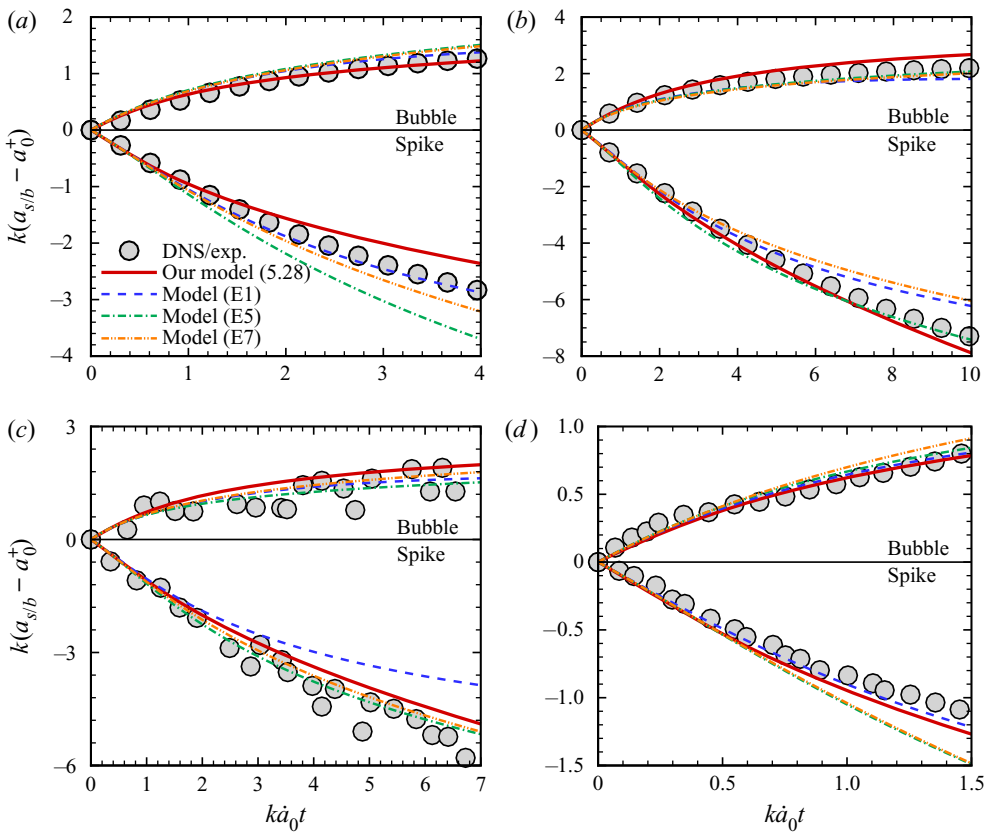 (a)
2
1
0
−1
−2
−3
−4
k(a_{s/b} − a_0^+)
Bubble
Spike
DNS/exp.
Our model (5.28)
Model (E1)
Model (E5)
Model (E7)
0 1 2 3 4
(b)
4
2
0
−2
−4
−6
−8
Bubble
Spike
0 2 4 6 8 10
(c)
3
0
−3
−6
k(a_{s/b} − a_0^+)
Bubble
Spike
0 1 2 3 4 5 6 7
kȧ_0t
(d)
1.0
0.5
0
−0.5
−1.0
−1.5
Bubble
Spike
0 0.5 1.0 1.5
kȧ_0t